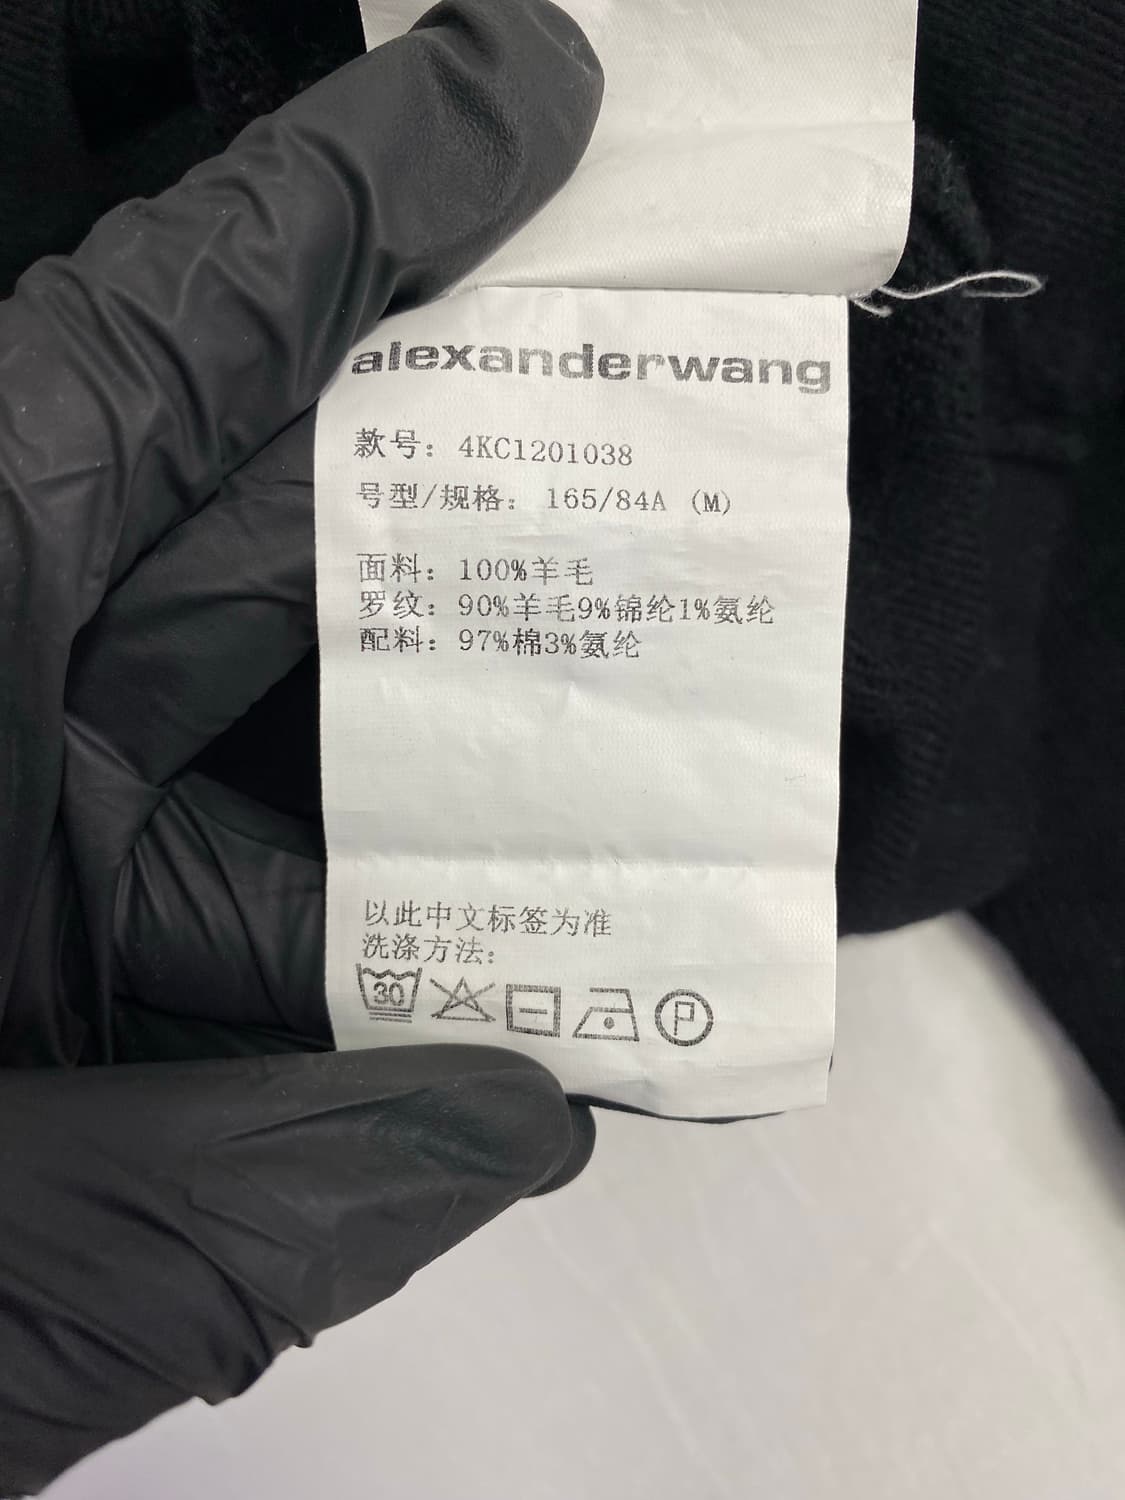 alexanderwang
款号：4KC1201038
号型/规格：165/84A (M)
面料：100%羊毛
罗纹：90%羊毛9%锦纶1%氨纶
配料：97%棉3%氨纶
以此中文标签为准
洗涤方法：
30
P